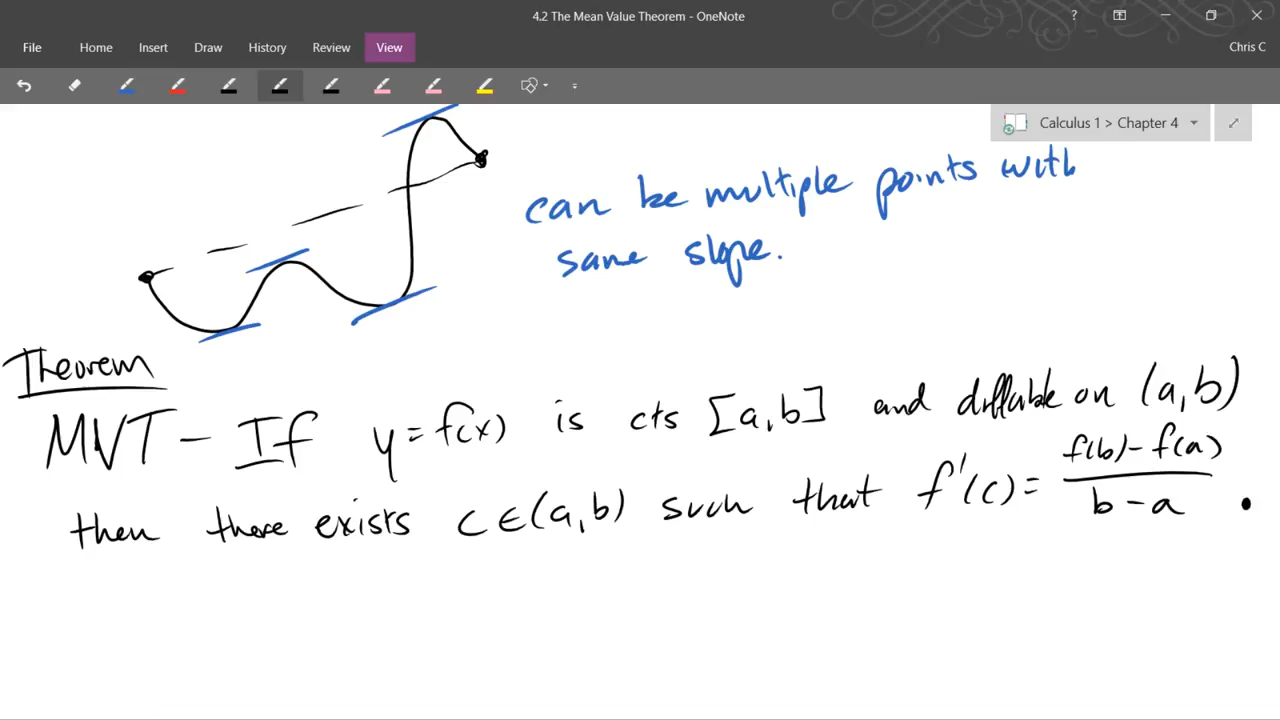 4.2 The Mean Value Theorem - OneNote
?
File Home Insert Draw History Review View
Chris C
Calculus 1 > Chapter 4
can be multiple points with
same slope.
Theorem
MVT - If y = f(x) is cts [a,b] and diffable on (a,b)
then there exists c ∈ (a,b) such that f'(c) = f(b) - f(a) / b - a .